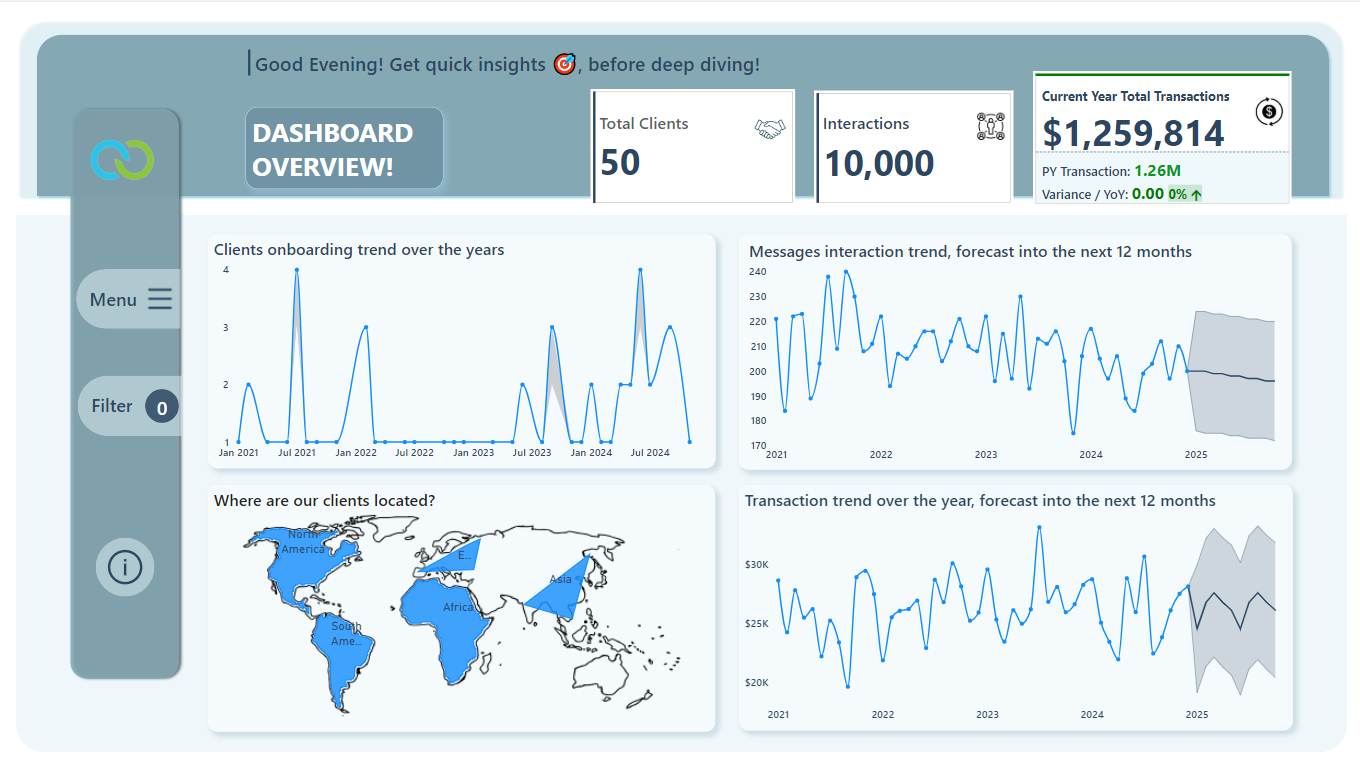 Good Evening! Get quick insights 🎯, before deep diving!
DASHBOARD
OVERVIEW!
Total Clients
50
Interactions
10,000
Current Year Total Transactions
$1,259,814
PY Transaction: 1.26M
Variance / YoY: 0.00 0% ↑
Menu
Filter 0
i
Clients onboarding trend over the years
4
3
2
1
Jan 2021 Jul 2021 Jan 2022 Jul 2022 Jan 2023 Jul 2023 Jan 2024 Jul 2024
Messages interaction trend, forecast into the next 12 months
240
230
220
210
200
190
180
170
2021 2022 2023 2024 2025
Where are our clients located?
North
America
E...
Asia
Africa
South
Ame...
Transaction trend over the year, forecast into the next 12 months
$30K
$25K
$20K
2021 2022 2023 2024 2025